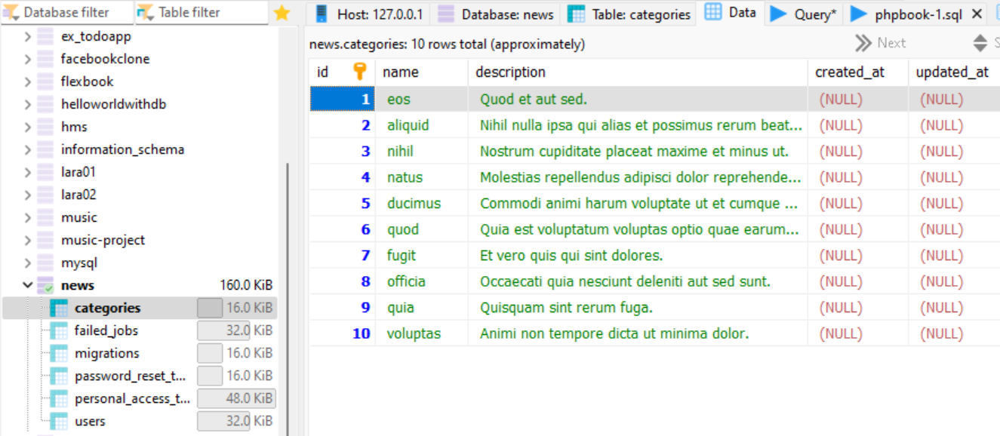 Database filter
Table filter
ex_todoapp
facebookclone
flexbook
helloworldwithdb
hms
information_schema
lara01
lara02
music
music-project
mysql
news 160.0 KiB
categories 16.0 KiB
failed_jobs 32.0 KiB
migrations 16.0 KiB
password_reset_t... 16.0 KiB
personal_access_t... 48.0 KiB
users 32.0 KiB
Host: 127.0.0.1 Database: news Table: categories Data Query* phpbook-1.sql
news.categories: 10 rows total (approximately) Next
id name description created_at updated_at
1 eos Quod et aut sed. (NULL) (NULL)
2 aliquid Nihil nulla ipsa qui alias et possimus rerum beat... (NULL) (NULL)
3 nihil Nostrum cupiditate placeat maxime et minus ut. (NULL) (NULL)
4 natus Molestias repellendus adipisci dolor reprehende... (NULL) (NULL)
5 ducimus Commodi animi harum voluptate ut et cumque ... (NULL) (NULL)
6 quod Quia est voluptatum voluptas optio quae earum... (NULL) (NULL)
7 fugit Et vero quis qui sint dolores. (NULL) (NULL)
8 officia Occaecati quia nesciunt deleniti aut sed sunt. (NULL) (NULL)
9 quia Quisquam sint rerum fuga. (NULL) (NULL)
10 voluptas Animi non tempore dicta ut minima dolor. (NULL) (NULL)